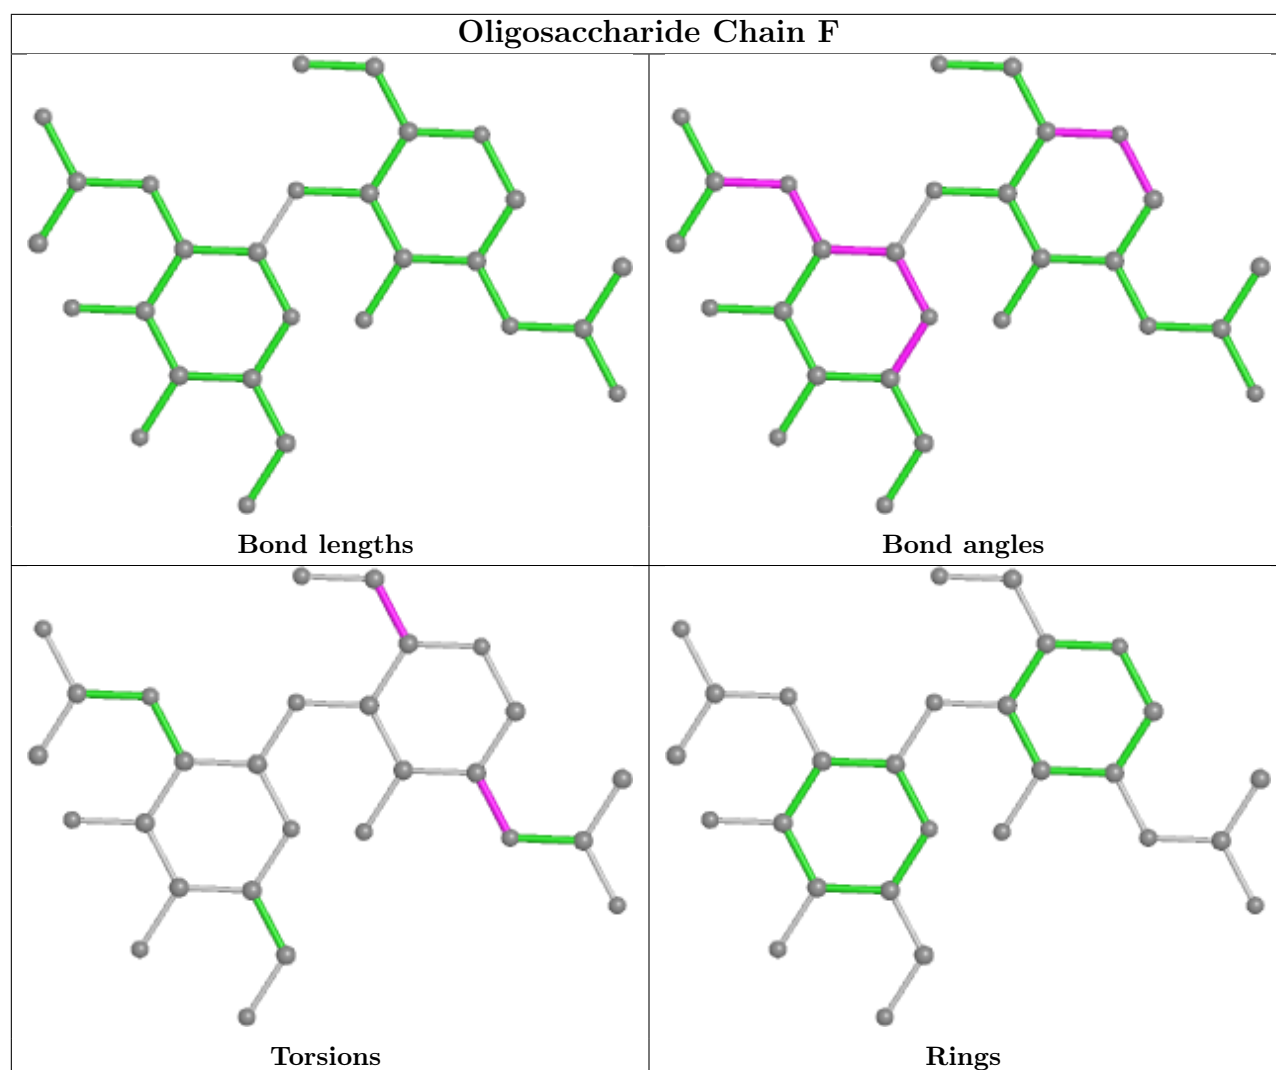 Oligosaccharide Chain F
Bond lengths
Bond angles
Torsions
Rings